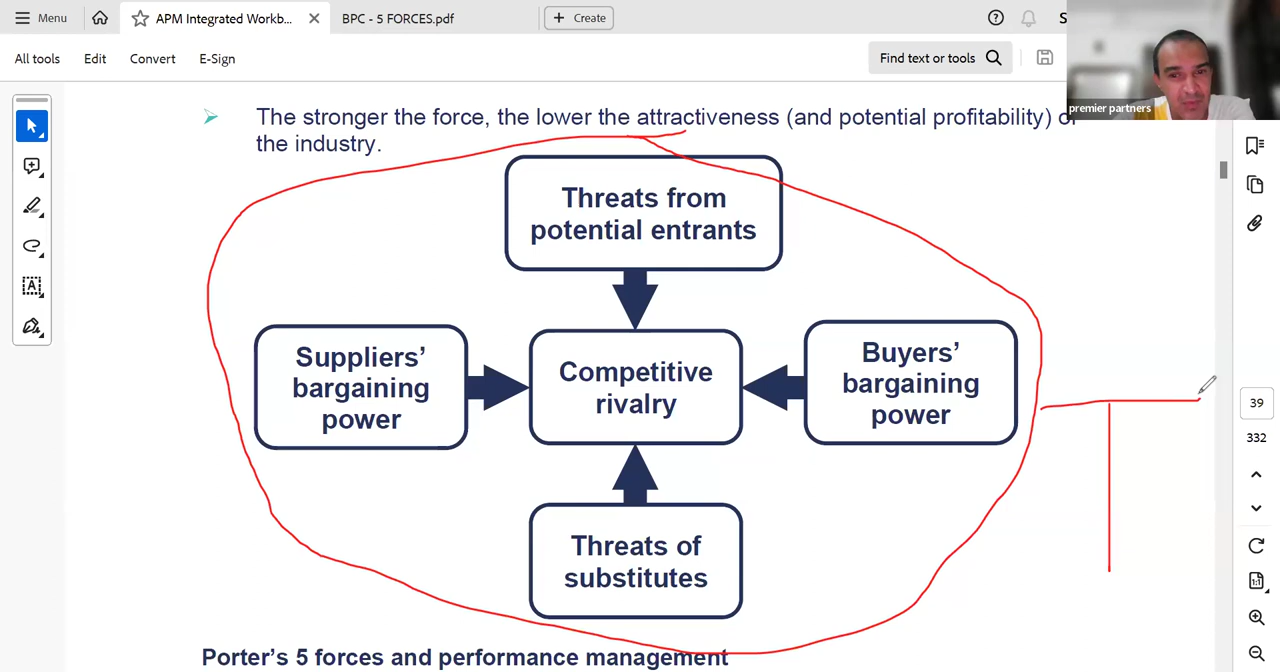 Menu
APM Integrated Workb...
BPC - 5 FORCES.pdf
Create
All tools
Edit
Convert
E-Sign
Find text or tools
premier partners
The stronger the force, the lower the attractiveness (and potential profitability)
the industry.
Threats from
potential entrants
Suppliers’
bargaining
power
Competitive
rivalry
Buyers’
bargaining
power
Threats of
substitutes
Porter’s 5 forces and performance management
39
332
1:1